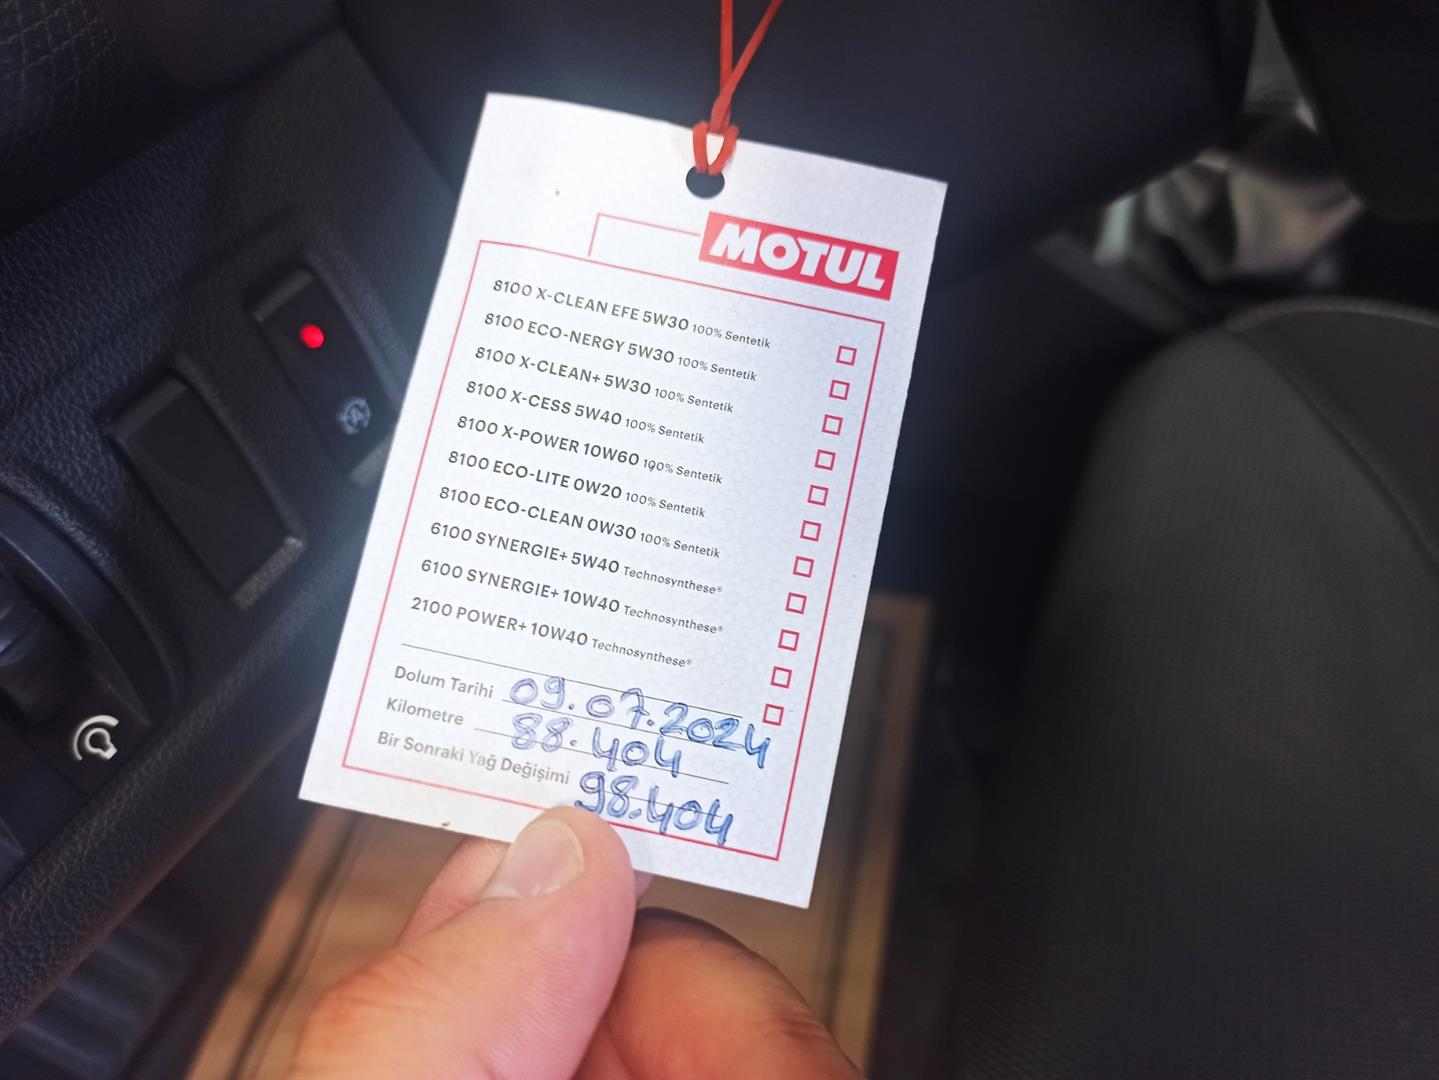 MOTUL
8100 X-CLEAN EFE 5W30 100% Sentetik
8100 ECO-NERGY 5W30 100% Sentetik
8100 X-CLEAN+ 5W30 100% Sentetik
8100 X-CESS 5W40 100% Sentetik
8100 X-POWER 10W60 100% Sentetik
8100 ECO-LITE 0W20 100% Sentetik
8100 ECO-CLEAN 0W30 100% Sentetik
6100 SYNERGIE+ 5W40 Technosynthese®
6100 SYNERGIE+ 10W40 Technosynthese®
2100 POWER+ 10W40 Technosynthese®
Dolum Tarihi 09.07.2024
Kilometre 88.404
Bir Sonraki Yağ Değişimi 98.404